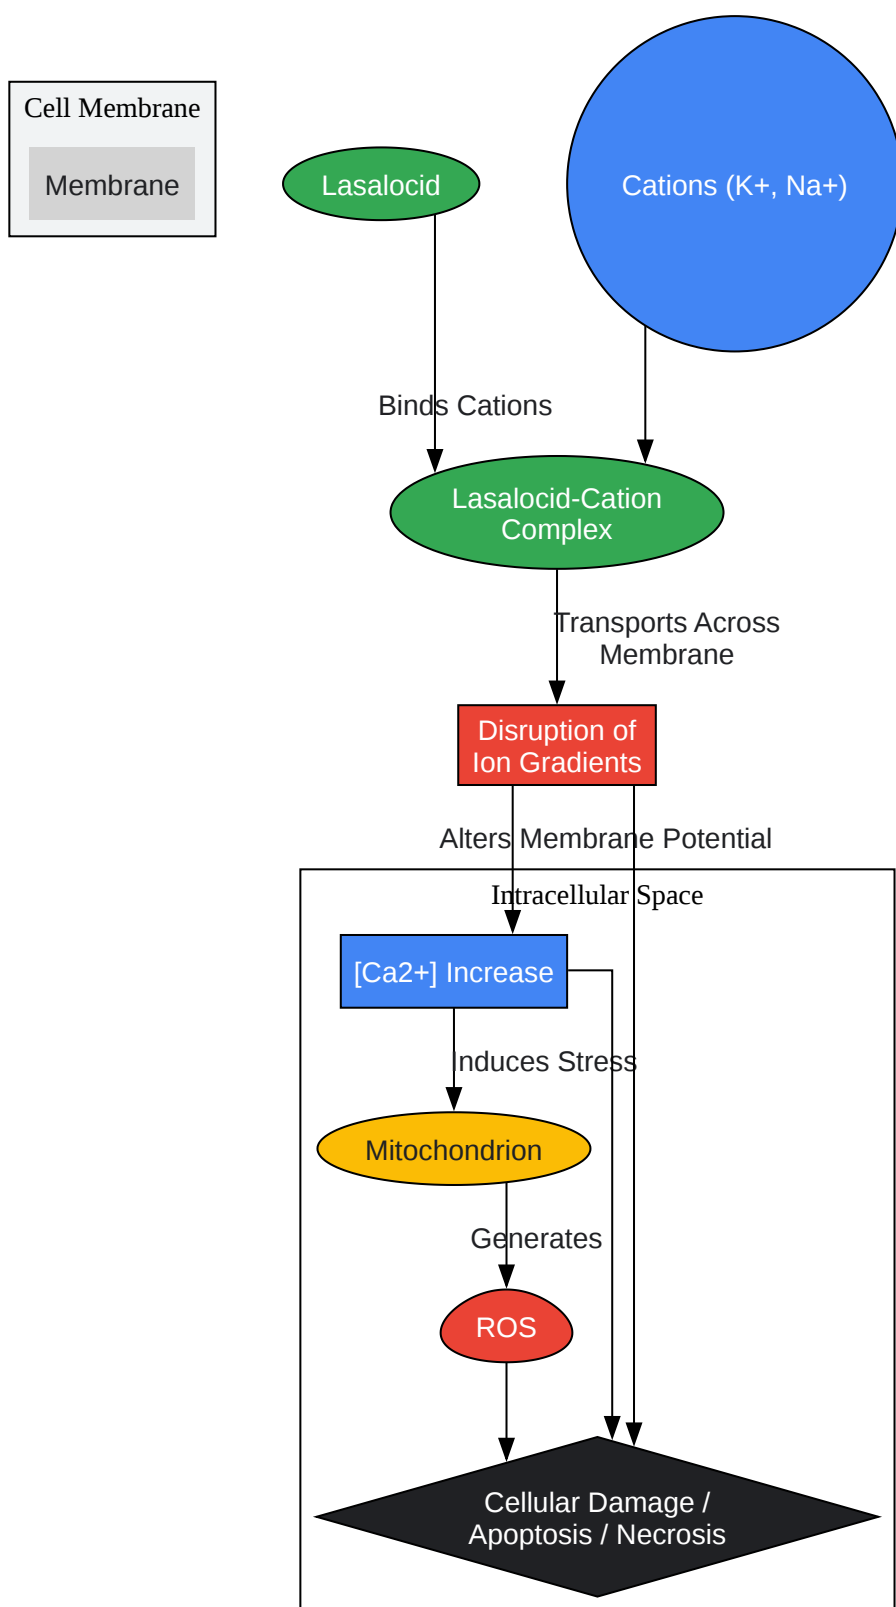 Cell Membrane
Membrane
Lasalocid
Cations (K+, Na+)
Binds Cations
Lasalocid-Cation
Complex
Transports Across
Membrane
Disruption of
Ion Gradients
Alters Membrane Potential
Intracellular Space
[Ca2+] Increase
Induces Stress
Mitochondrion
Generates
ROS
Cellular Damage /
Apoptosis / Necrosis